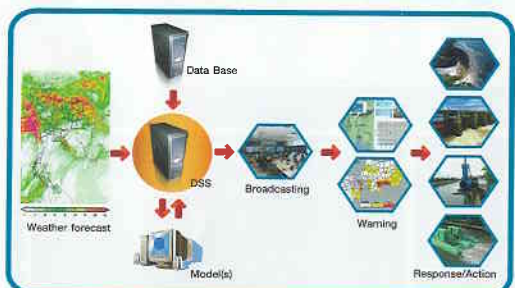 Data Base
DSS
Broadcasting
Weather forecast
Warning
Model(s)
Response/Action